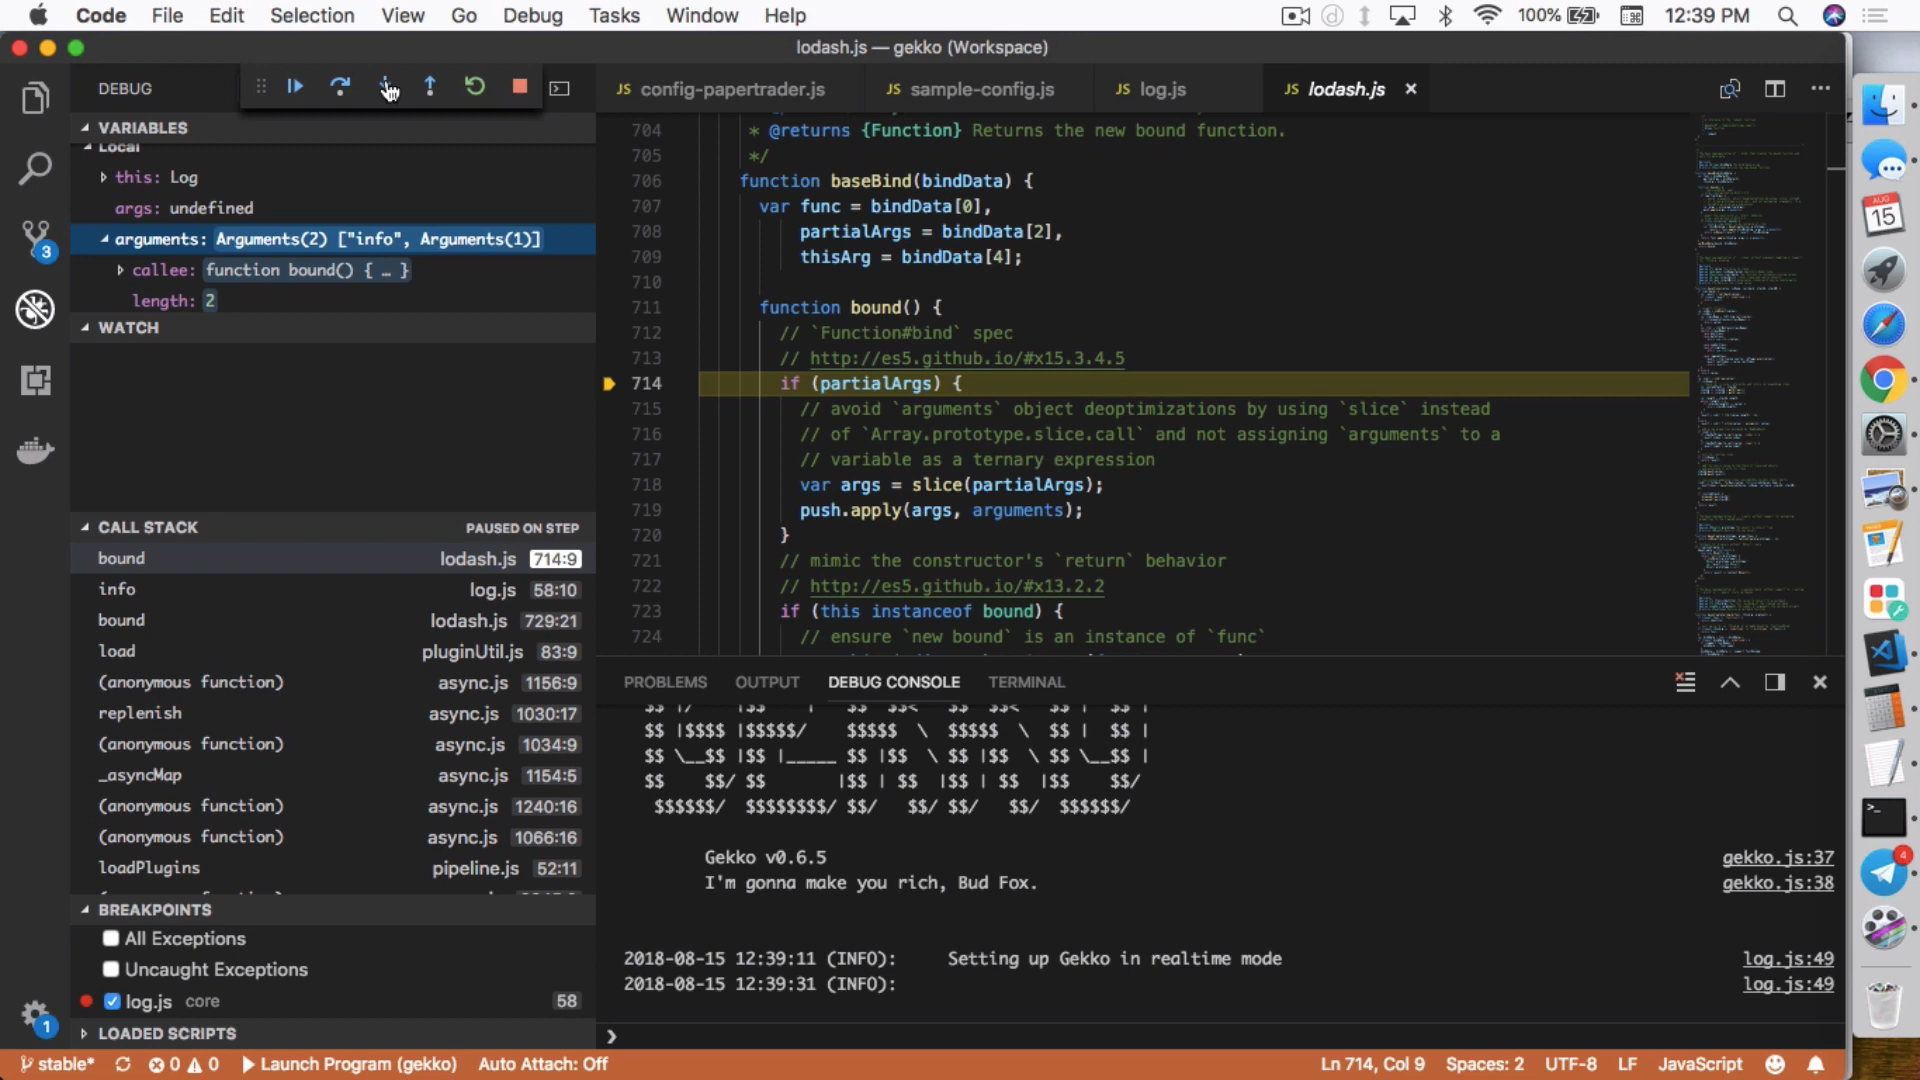 Code File Edit Selection View Go Debug Tasks Window Help 100% 12:39 PM
lodash.js — gekko (Workspace)
DEBUG
JS config-papertrader.js JS sample-config.js JS log.js JS lodash.js ×
VARIABLES
Local
this: Log
args: undefined
arguments: Arguments(2) ["info", Arguments(1)]
callee: function bound() { … }
length: 2
WATCH
CALL STACK PAUSED ON STEP
bound lodash.js 714:9
info log.js 58:10
bound lodash.js 729:21
load pluginUtil.js 83:9
(anonymous function) async.js 1156:9
replenish async.js 1030:17
(anonymous function) async.js 1034:9
_asyncMap async.js 1154:5
(anonymous function) async.js 1240:16
(anonymous function) async.js 1066:16
loadPlugins pipeline.js 52:11
BREAKPOINTS
All Exceptions
Uncaught Exceptions
log.js core 58
LOADED SCRIPTS
3
1
704 * @returns {Function} Returns the new bound function.
705 */
706 function baseBind(bindData) {
707 var func = bindData[0],
708 partialArgs = bindData[2],
709 thisArg = bindData[4];
710
711 function bound() {
712 // `Function#bind` spec
713 // http://es5.github.io/#x15.3.4.5
714 if (partialArgs) {
715 // avoid `arguments` object deoptimizations by using `slice` instead
716 // of `Array.prototype.slice.call` and not assigning `arguments` to a
717 // variable as a ternary expression
718 var args = slice(partialArgs);
719 push.apply(args, arguments);
720 }
721 // mimic the constructor's `return` behavior
722 // http://es5.github.io/#x13.2.2
723 if (this instanceof bound) {
724 // ensure `new bound` is an instance of `func`
PROBLEMS OUTPUT DEBUG CONSOLE TERMINAL
$$ |$$$$ |$$$$$/ $$$$$ \ $$$$$ \ $$ | $$ |
$$ \__$$ |$$ |_____ $$ |$$ \ $$ |$$ \ $$ \__$$ |
$$ $$/ $$ |$$ | $$ |$$ | $$ |$$ $$/
$$$$$$/ $$$$$$$$/ $$/ $$/ $$/ $$/ $$$$$$/
Gekko v0.6.5 gekko.js:37
I'm gonna make you rich, Bud Fox. gekko.js:38
2018-08-15 12:39:11 (INFO): Setting up Gekko in realtime mode log.js:49
2018-08-15 12:39:31 (INFO): log.js:49
stable* 0 0 Launch Program (gekko) Auto Attach: Off Ln 714, Col 9 Spaces: 2 UTF-8 LF JavaScript
AUG
15
4